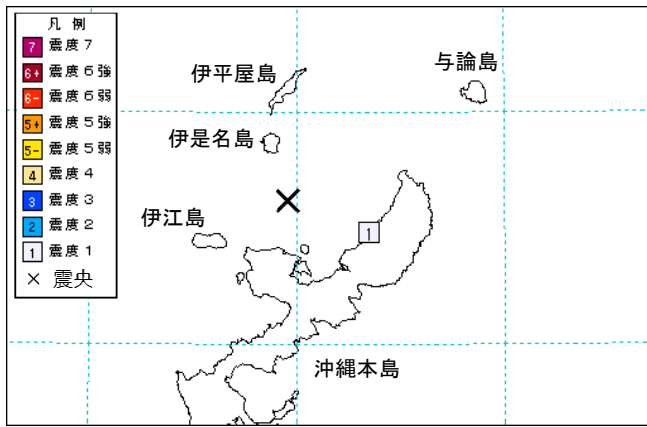 凡 例
7 震度７
6+ 震度６強
6- 震度６弱
5+ 震度５強
5- 震度５弱
4 震度４
3 震度３
2 震度２
1 震度１
× 震央
与論島
伊平屋島
伊是名島
伊江島
1
沖縄本島